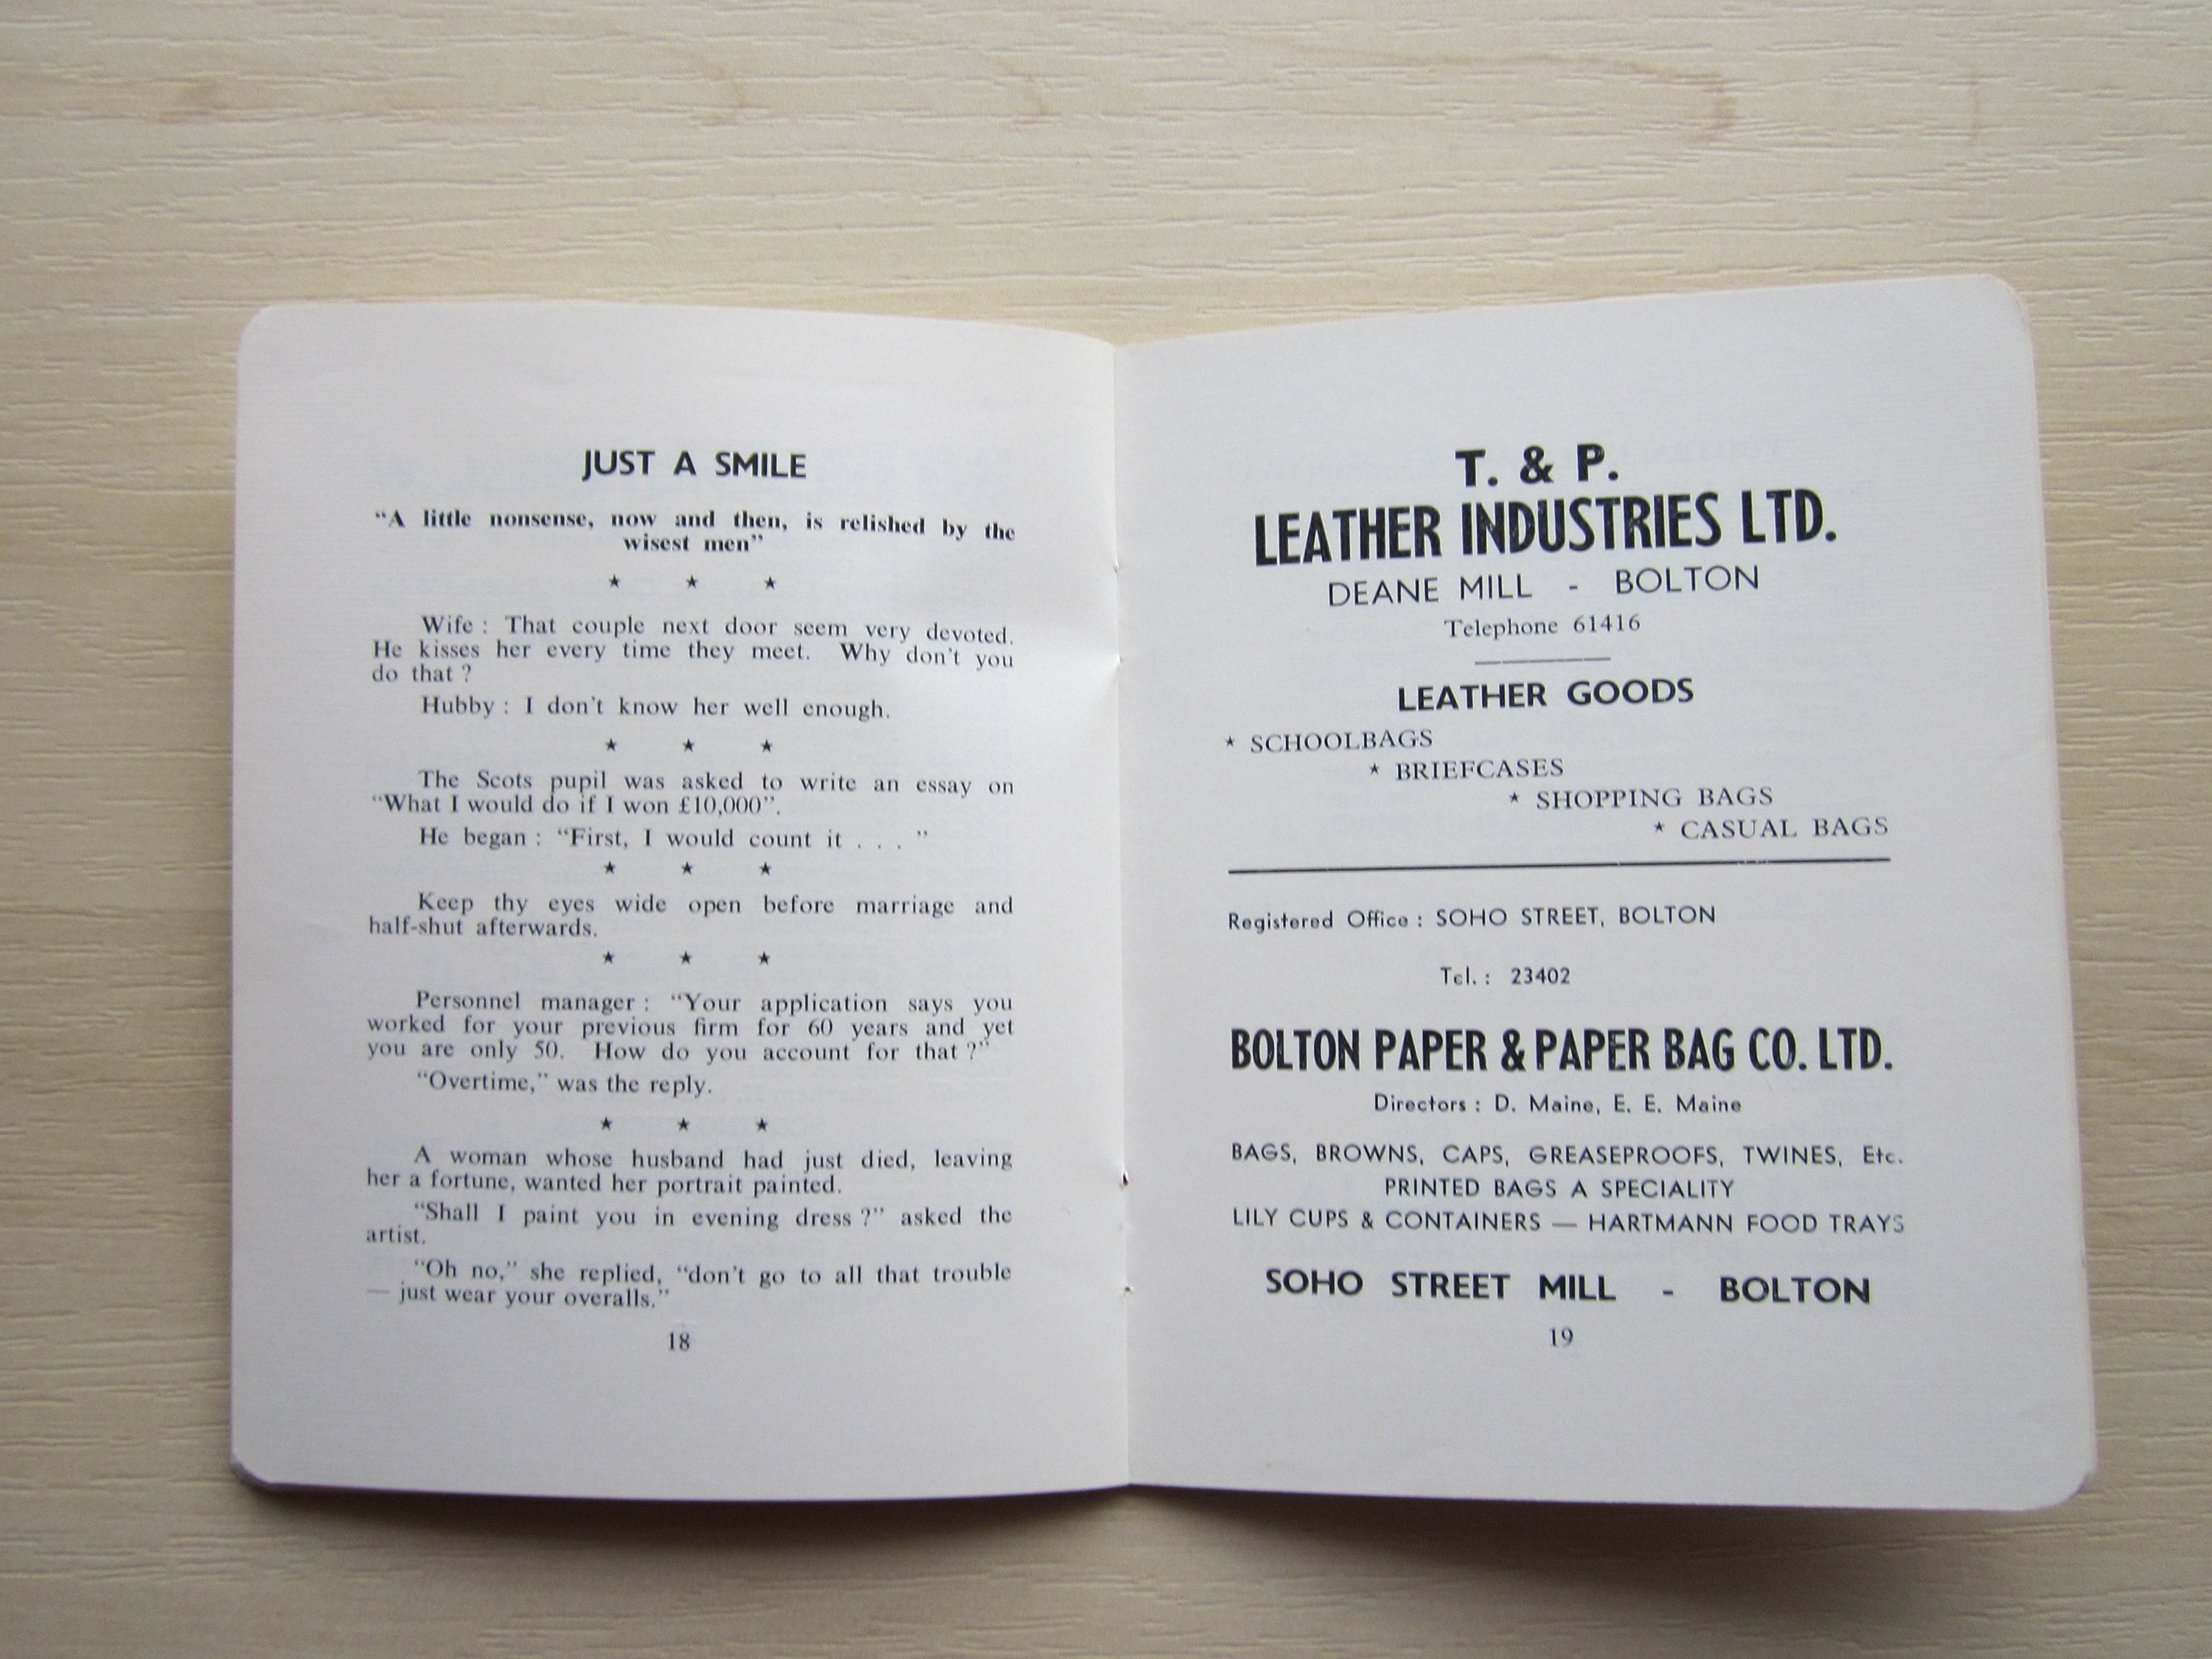 JUST A SMILE
“A little nonsense, now and then, is relished by the
wisest men”
★ ★ ★
Wife : That couple next door seem very devoted.
He kisses her every time they meet. Why don't you
do that ?
Hubby : I don't know her well enough.
★ ★ ★
The Scots pupil was asked to write an essay on
“What I would do if I won £10,000”.
He began : “First, I would count it . . . ”
★ ★ ★
Keep thy eyes wide open before marriage and
half-shut afterwards.
★ ★ ★
Personnel manager : “Your application says you
worked for your previous firm for 60 years and yet
you are only 50. How do you account for that ?”
“Overtime,” was the reply.
★ ★ ★
A woman whose husband had just died, leaving
her a fortune, wanted her portrait painted.
“Shall I paint you in evening dress ?” asked the
artist.
“Oh no,” she replied, “don't go to all that trouble
— just wear your overalls.”
18
T. & P.
LEATHER INDUSTRIES LTD.
DEANE MILL - BOLTON
Telephone 61416
LEATHER GOODS
★ SCHOOLBAGS
★ BRIEFCASES
★ SHOPPING BAGS
★ CASUAL BAGS
Registered Office : SOHO STREET, BOLTON
Tel. : 23402
BOLTON PAPER & PAPER BAG CO. LTD.
Directors : D. Maine, E. E. Maine
BAGS, BROWNS, CAPS, GREASEPROOFS, TWINES, Etc.
PRINTED BAGS A SPECIALITY
LILY CUPS & CONTAINERS — HARTMANN FOOD TRAYS
SOHO STREET MILL - BOLTON
19